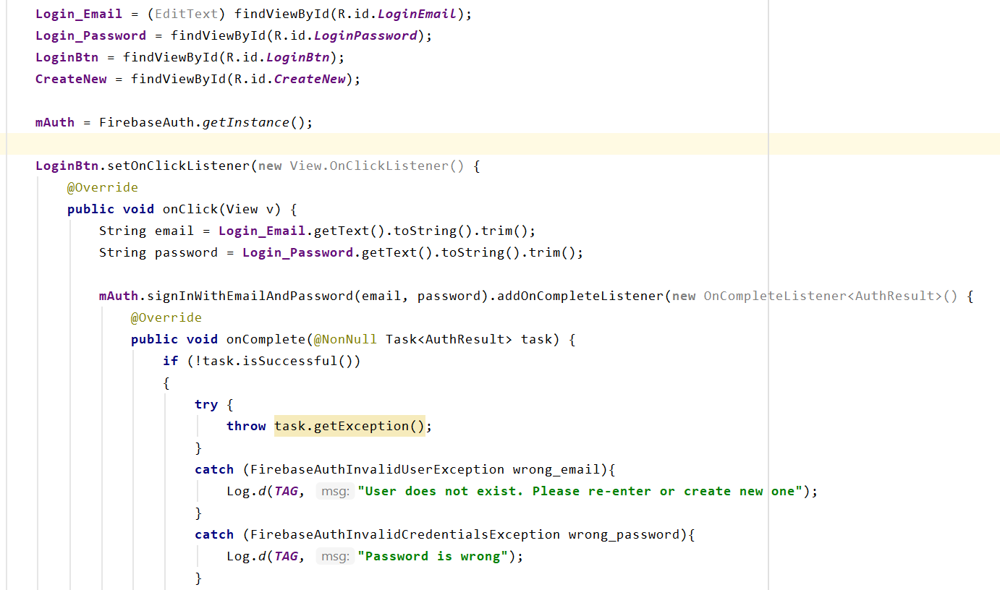 Login_Email = (EditText) findViewById(R.id.LoginEmail);
Login_Password = findViewById(R.id.LoginPassword);
LoginBtn = findViewById(R.id.LoginBtn);
CreateNew = findViewById(R.id.CreateNew);
mAuth = FirebaseAuth.getInstance();
LoginBtn.setOnClickListener(new View.OnClickListener() {
@Override
public void onClick(View v) {
String email = Login_Email.getText().toString().trim();
String password = Login_Password.getText().toString().trim();
mAuth.signInWithEmailAndPassword(email, password).addOnCompleteListener(new OnCompleteListener<AuthResult>() {
@Override
public void onComplete(@NonNull Task<AuthResult> task) {
if (!task.isSuccessful())
{
try {
throw task.getException();
}
catch (FirebaseAuthInvalidUserException wrong_email){
Log.d(TAG, msg: "User does not exist. Please re-enter or create new one");
}
catch (FirebaseAuthInvalidCredentialsException wrong_password){
Log.d(TAG, msg: "Password is wrong");
}